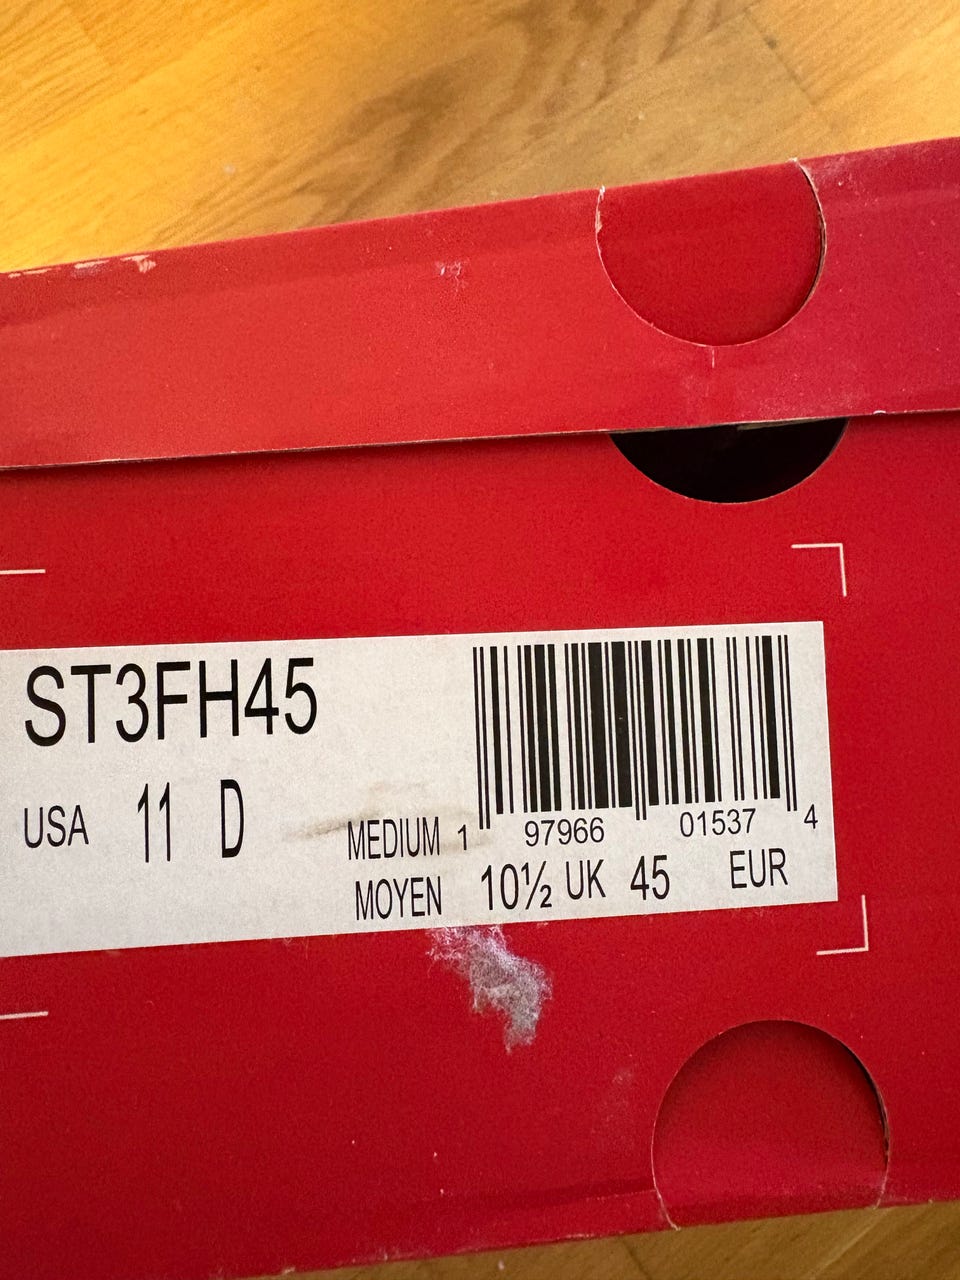 ST3FH45
USA 11 D
MEDIUM
MOYEN
1 97966 01537 4
10½ UK 45 EUR